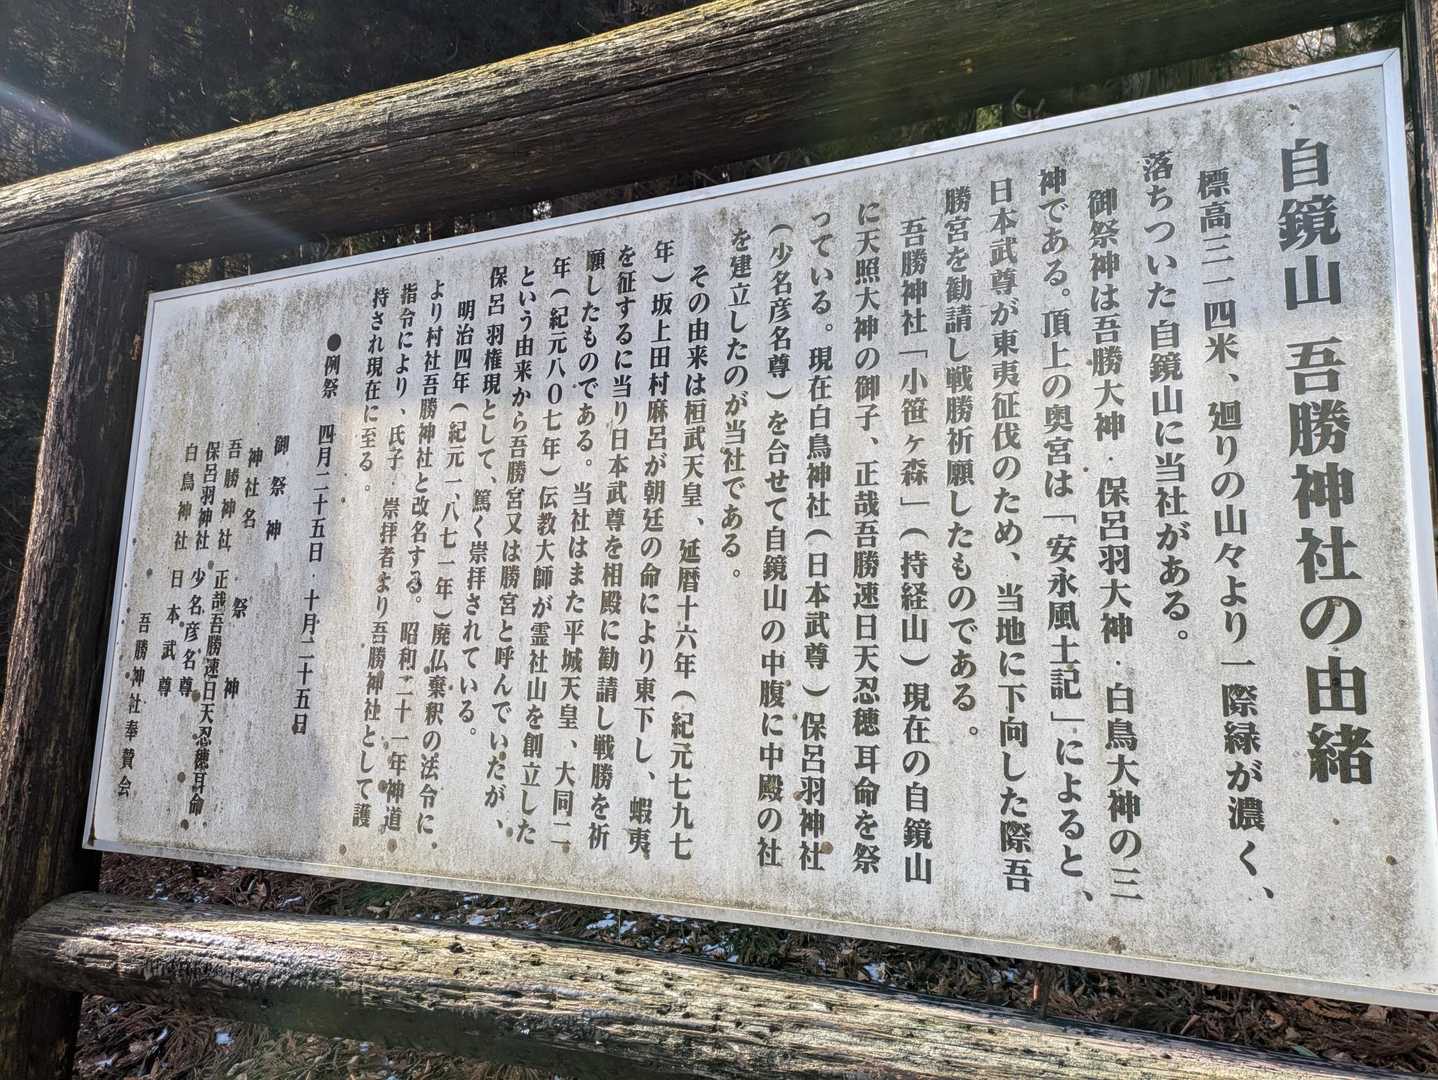 自鏡山 吾勝神社の由緒
標高三一四米、廻りの山々より一際緑が濃く、
落ちついた自鏡山に当社がある。
御祭神は吾勝大神・保呂羽大神・白鳥大神の三
神である。頂上の奥宮は「安永風土記」によると、
日本武尊が東夷征伐のため、当地に下向した際吾
勝宮を勧請し戦勝祈願したものである。
吾勝神社「小笹ヶ森」(持経山)現在の自鏡山
に天照大神の御子、正哉吾勝速日天忍穂耳命を祭
っている。現在白鳥神社(日本武尊)保呂羽神社
(少名彦名尊)を合せて自鏡山の中腹に中殿の社
を建立したのが当社である。
その由来は桓武天皇、延暦十六年(紀元七九七
年)坂上田村麻呂が朝廷の命により東下し、蝦夷
を征するに当り日本武尊を相殿に勧請し戦勝を祈
願したものである。当社はまた平城天皇、大同二
年(紀元八〇七年)伝教大師が霊社山を創立した
という由来から吾勝宮又は勝宮と呼んでいたが、
保呂羽権現として、篤く崇拝されている。
明治四年(紀元一、八七一年)廃仏棄釈の法令に
より村社吾勝神社と改名する。昭和二十一年神道
指令により、氏子・崇拝者より吾勝神社として護
持され現在に至る。
●例祭 四月二十五日・十月二十五日
御祭神
神社名 祭神
吾勝神社 正哉吾勝速日天忍穂耳命
保呂羽神社 少名彦名尊
白鳥神社 日本武尊
吾勝神社奉賛会